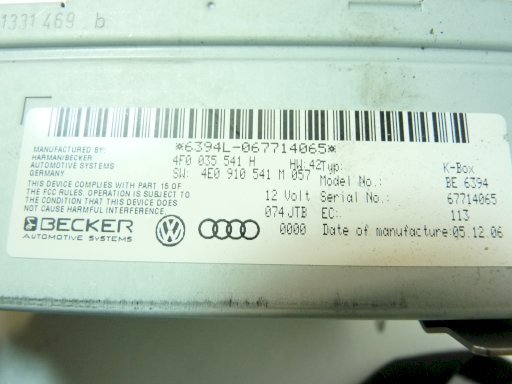 1331 469 b
*6394L-067714065*
MANUFACTURED BY:
HARMAN/BECKER
AUTOMOTIVE SYSTEMS
GERMANY
4F0 035 541 H HW:42
SW: 4E0 910 541 M 057
Typ: K-Box
Model No.: BE 6394
12 Volt Serial No.: 67714065
074 JTB EC: 113
0000 Date of manufacture:05.12.06
THIS DEVICE COMPLIES WITH PART 15 OF
THE FCC RULES. OPERATION IS SUBJECT TO
THE CONDITION THAT THIS DEVICE DOES
NOT CAUSE HARMFUL INTERFERENCE.
BECKER
AUTOMOTIVE SYSTEMS